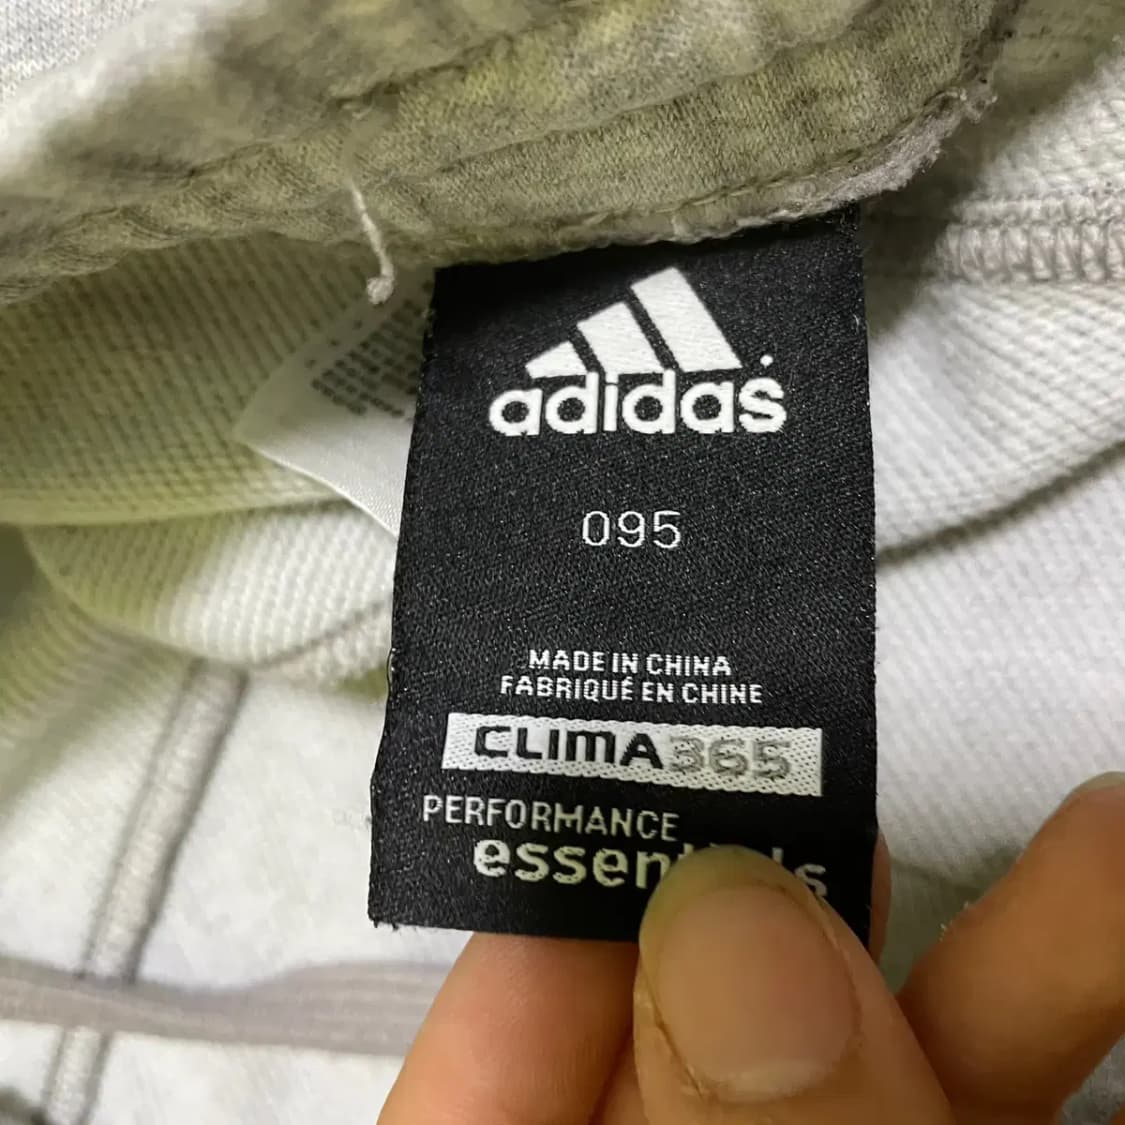 adidas
095
MADE IN CHINA
FABRIQUÉ EN CHINE
CLIMA365
PERFORMANCE